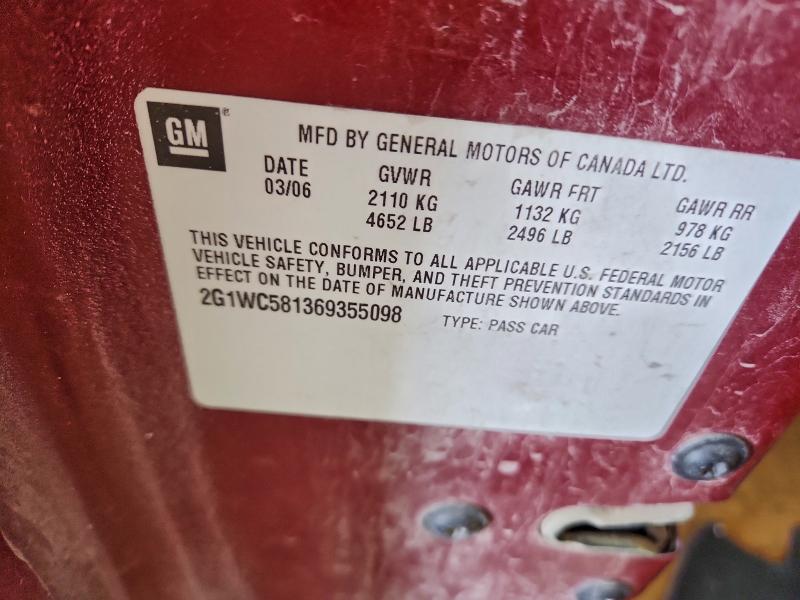 GM®
MFD BY GENERAL MOTORS OF CANADA LTD.
DATE GVWR GAWR FRT GAWR RR
03/06 2110 KG 1132 KG 978 KG
4652 LB 2496 LB 2156 LB
THIS VEHICLE CONFORMS TO ALL APPLICABLE U.S. FEDERAL MOTOR
VEHICLE SAFETY, BUMPER, AND THEFT PREVENTION STANDARDS IN
EFFECT ON THE DATE OF MANUFACTURE SHOWN ABOVE.
2G1WC581369355098 TYPE: PASS CAR